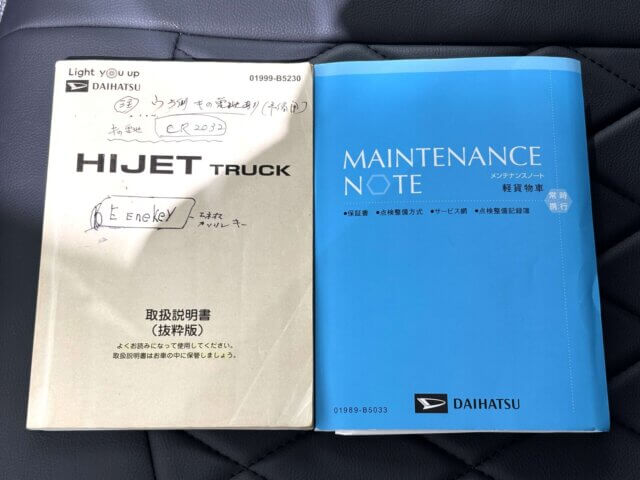 Light you up
DAIHATSU
01999-B5230
CR2032
HIJET TRUCK
E Enekey
キー
取扱説明書
(抜粋版)
よくお読みになって使用してください。
取扱説明書はお車の中に保管しましょう。
MAINTENANCE
NOTE
メンテナンスノート
軽貨物車
常時
携行
●保証書 ●点検整備方式 ●サービス網 ●点検整備記録簿
01989-B5033
DAIHATSU